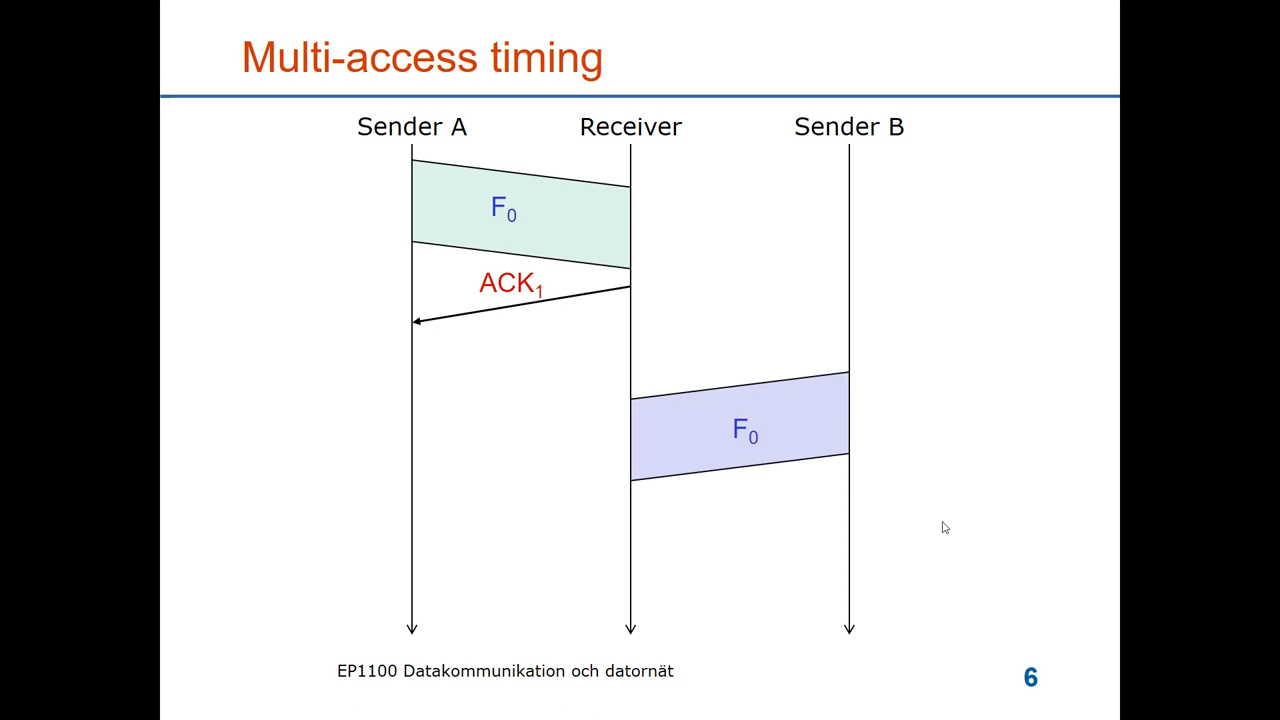 Multi-access timing
Sender A Receiver Sender B
F0
ACK1
F0
EP1100 Datakommunikation och datornät
6